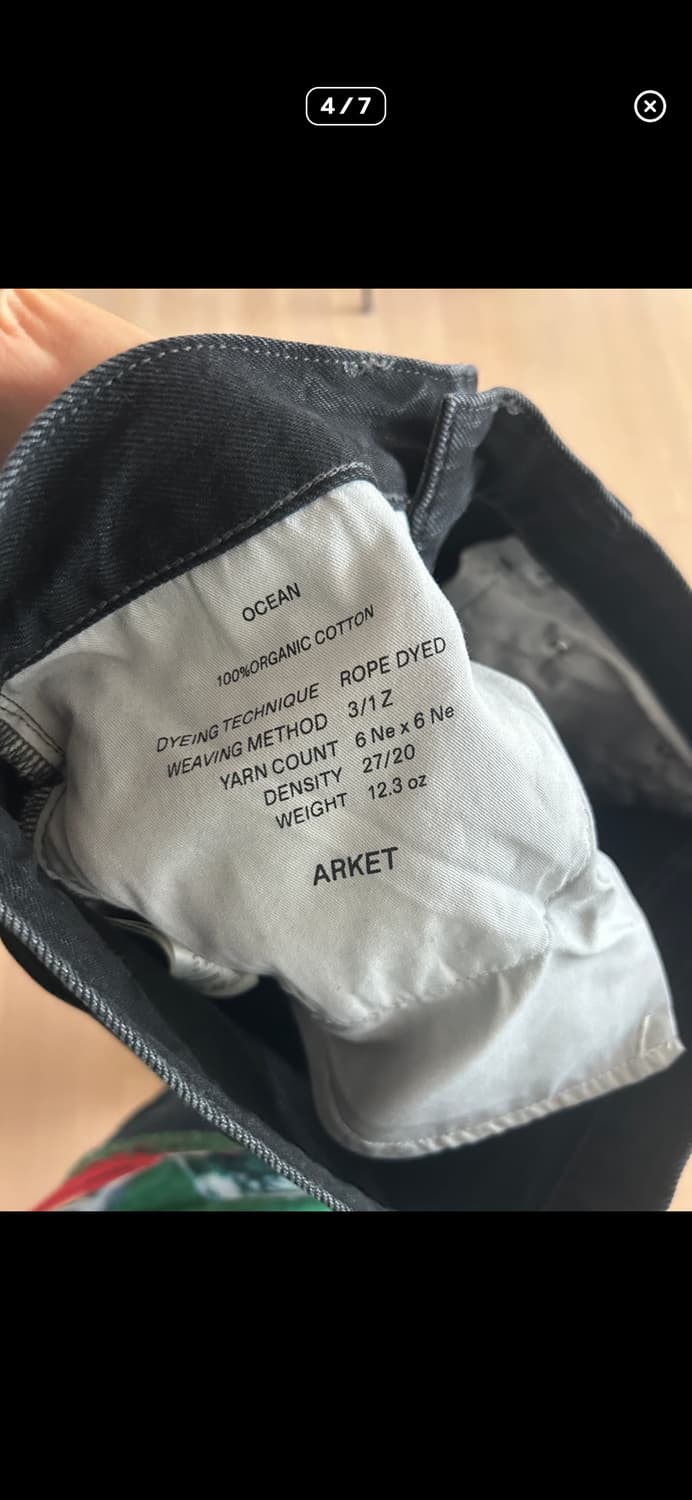 4/7
OCEAN
100%ORGANIC COTTON
DYEING TECHNIQUE ROPE DYED
WEAVING METHOD 3/1 Z
YARN COUNT 6 Ne x 6 Ne
DENSITY 27/20
WEIGHT 12.3 oz
ARKET